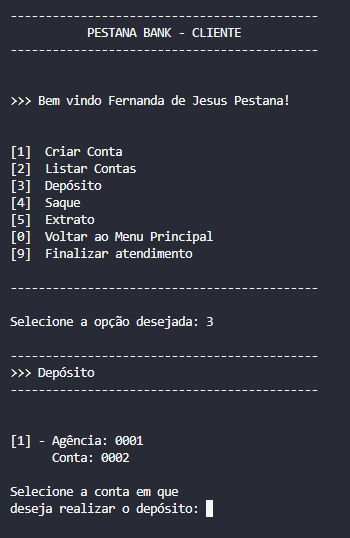 --------------------------------------------
PESTANA BANK - CLIENTE
--------------------------------------------
>>> Bem vindo Fernanda de Jesus Pestana!
[1]  Criar Conta
[2]  Listar Contas
[3]  Depósito
[4]  Saque
[5]  Extrato
[0]  Voltar ao Menu Principal
[9]  Finalizar atendimento
--------------------------------------------
Selecione a opção desejada: 3
--------------------------------------------
>>> Depósito
--------------------------------------------
[1] - Agência: 0001
Conta: 0002
Selecione a conta em que
deseja realizar o depósito: